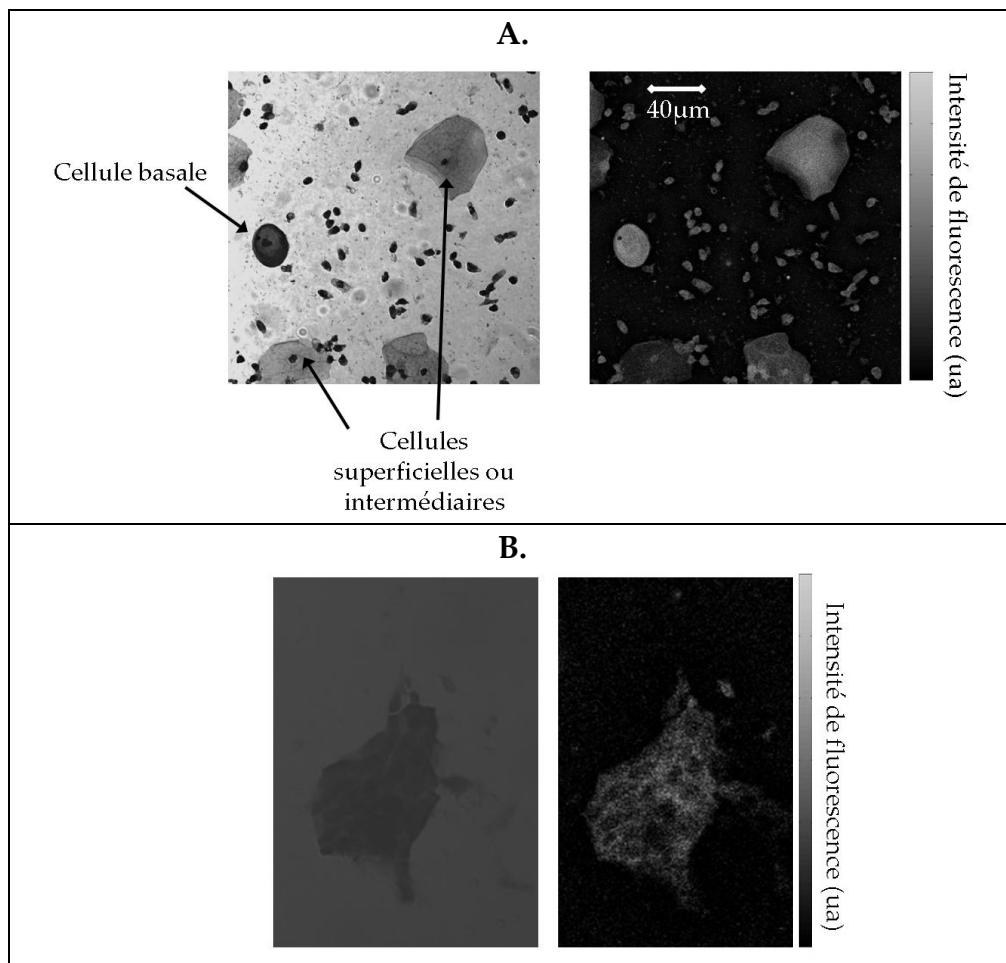 A.
Cellule basale
40µm
Intensité de fluorescence (ua)
Cellules
superficielles ou
intermédiaires
B.
Intensité de fluorescence (ua)